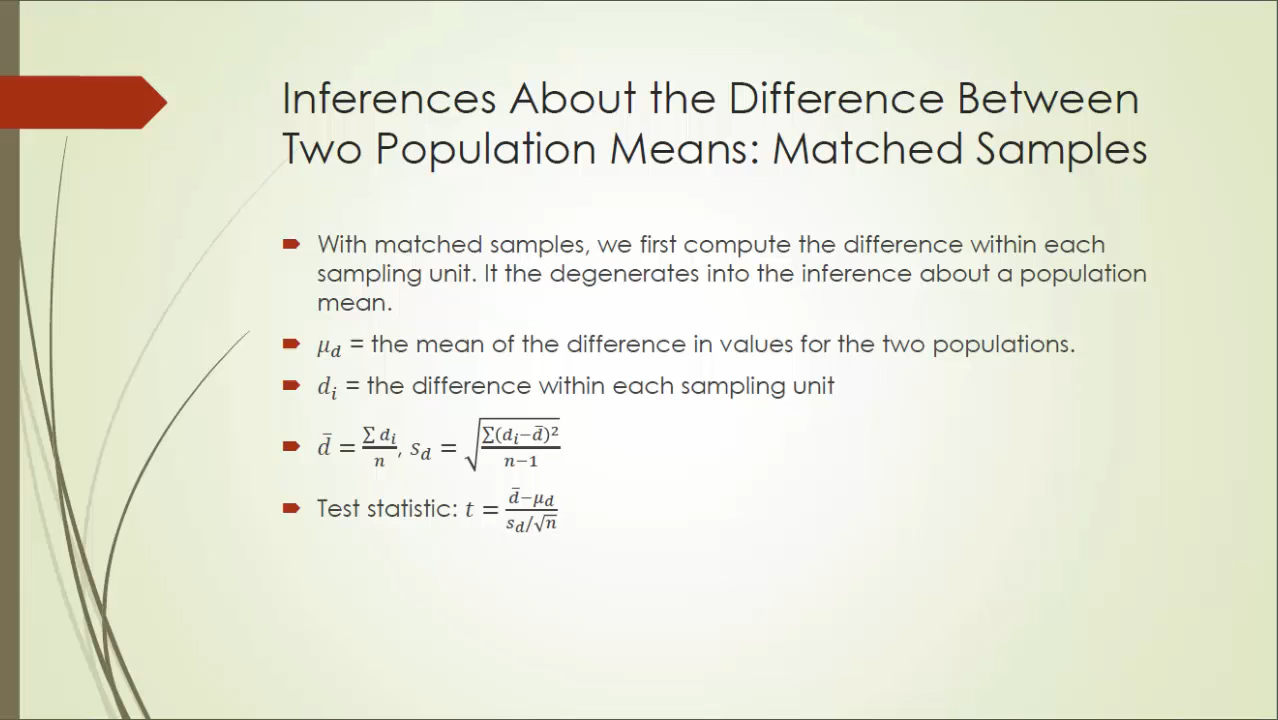 Inferences About the Difference Between
Two Population Means: Matched Samples
With matched samples, we first compute the difference within each
sampling unit. It the degenerates into the inference about a population
mean.
μ_d = the mean of the difference in values for the two populations.
d_i = the difference within each sampling unit
d̄ = ∑ d_i / n, s_d = √(∑(d_i−d̄)² / (n−1))
Test statistic: t = (d̄−μ_d) / (s_d/√n)